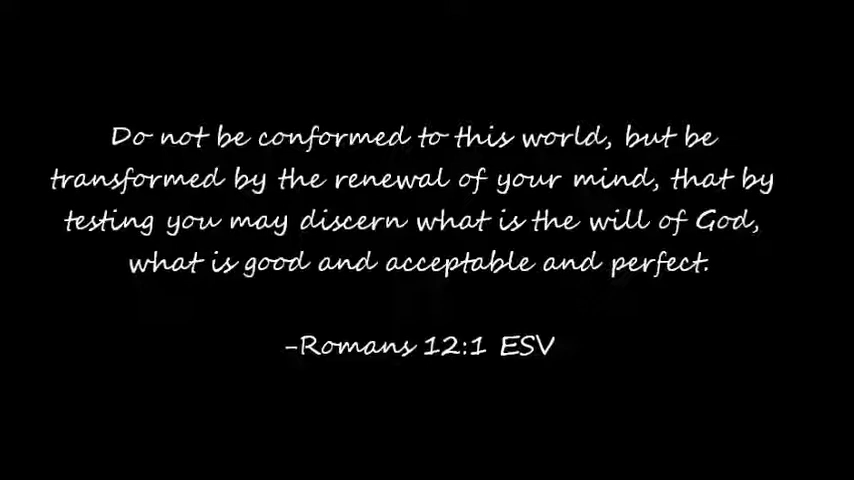 Do not be conformed to this world, but be
transformed by the renewal of your mind, that by
testing you may discern what is the will of God,
what is good and acceptable and perfect.
-Romans 12:1 ESV